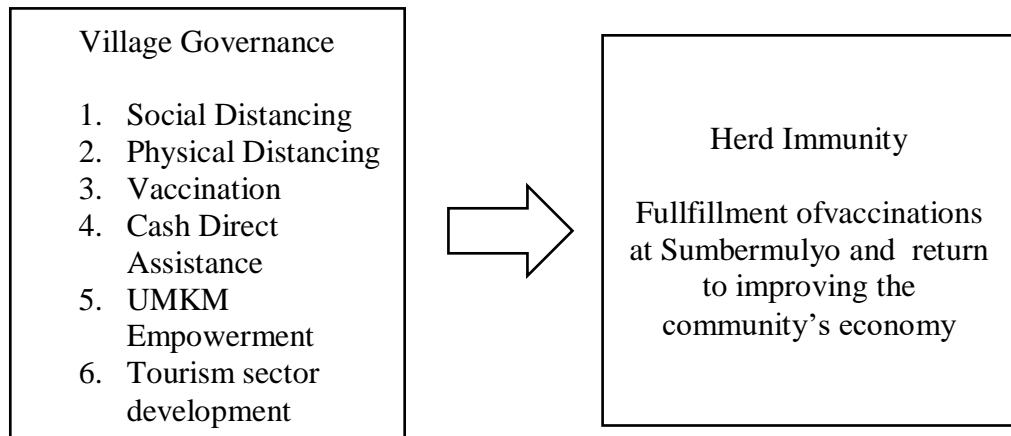 Village Governance
1. Social Distancing
2. Physical Distancing
3. Vaccination
4. Cash Direct
Assistance
5. UMKM
Empowerment
6. Tourism sector
development
Herd Immunity
Fullfillment ofvaccinations
at Sumbermulyo and return
to improving the
community’s economy